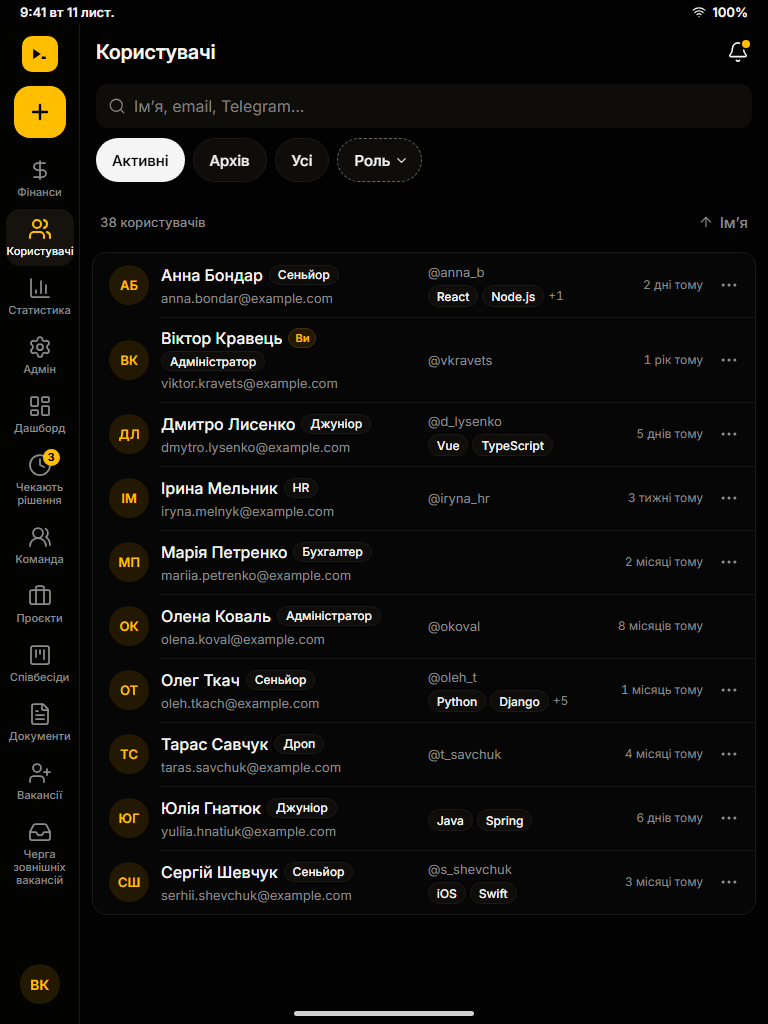 9:41 вт 11 лист.
100%
Користувачі
Ім’я, email, Telegram...
Активні
Архів
Усі
Роль
38 користувачів
Ім’я
Фінанси
Користувачі
Статистика
Адмін
Дашборд
3
Чекають
рішення
Команда
Проєкти
Співбесіди
Документи
Вакансії
Черга
зовнішніх
вакансій
ВК
АБ
Анна Бондар Сеньйор
anna.bondar@example.com
@anna_b
React Node.js +1
2 дні тому
ВК
Віктор Кравець Ви
Адміністратор
viktor.kravets@example.com
@vkravets
1 рік тому
ДЛ
Дмитро Лисенко Джуніор
dmytro.lysenko@example.com
@d_lysenko
Vue TypeScript
5 днів тому
ІМ
Ірина Мельник HR
iryna.melnyk@example.com
@iryna_hr
3 тижні тому
МП
Марія Петренко Бухгалтер
mariia.petrenko@example.com
2 місяці тому
ОК
Олена Коваль Адміністратор
olena.koval@example.com
@okoval
8 місяців тому
ОТ
Олег Ткач Сеньйор
oleh.tkach@example.com
@oleh_t
Python Django +5
1 місяць тому
ТС
Тарас Савчук Дроп
taras.savchuk@example.com
@t_savchuk
4 місяці тому
ЮГ
Юлія Гнатюк Джуніор
yuliia.hnatiuk@example.com
Java Spring
6 днів тому
СШ
Сергій Шевчук Сеньйор
serhii.shevchuk@example.com
@s_shevchuk
iOS Swift
3 місяці тому